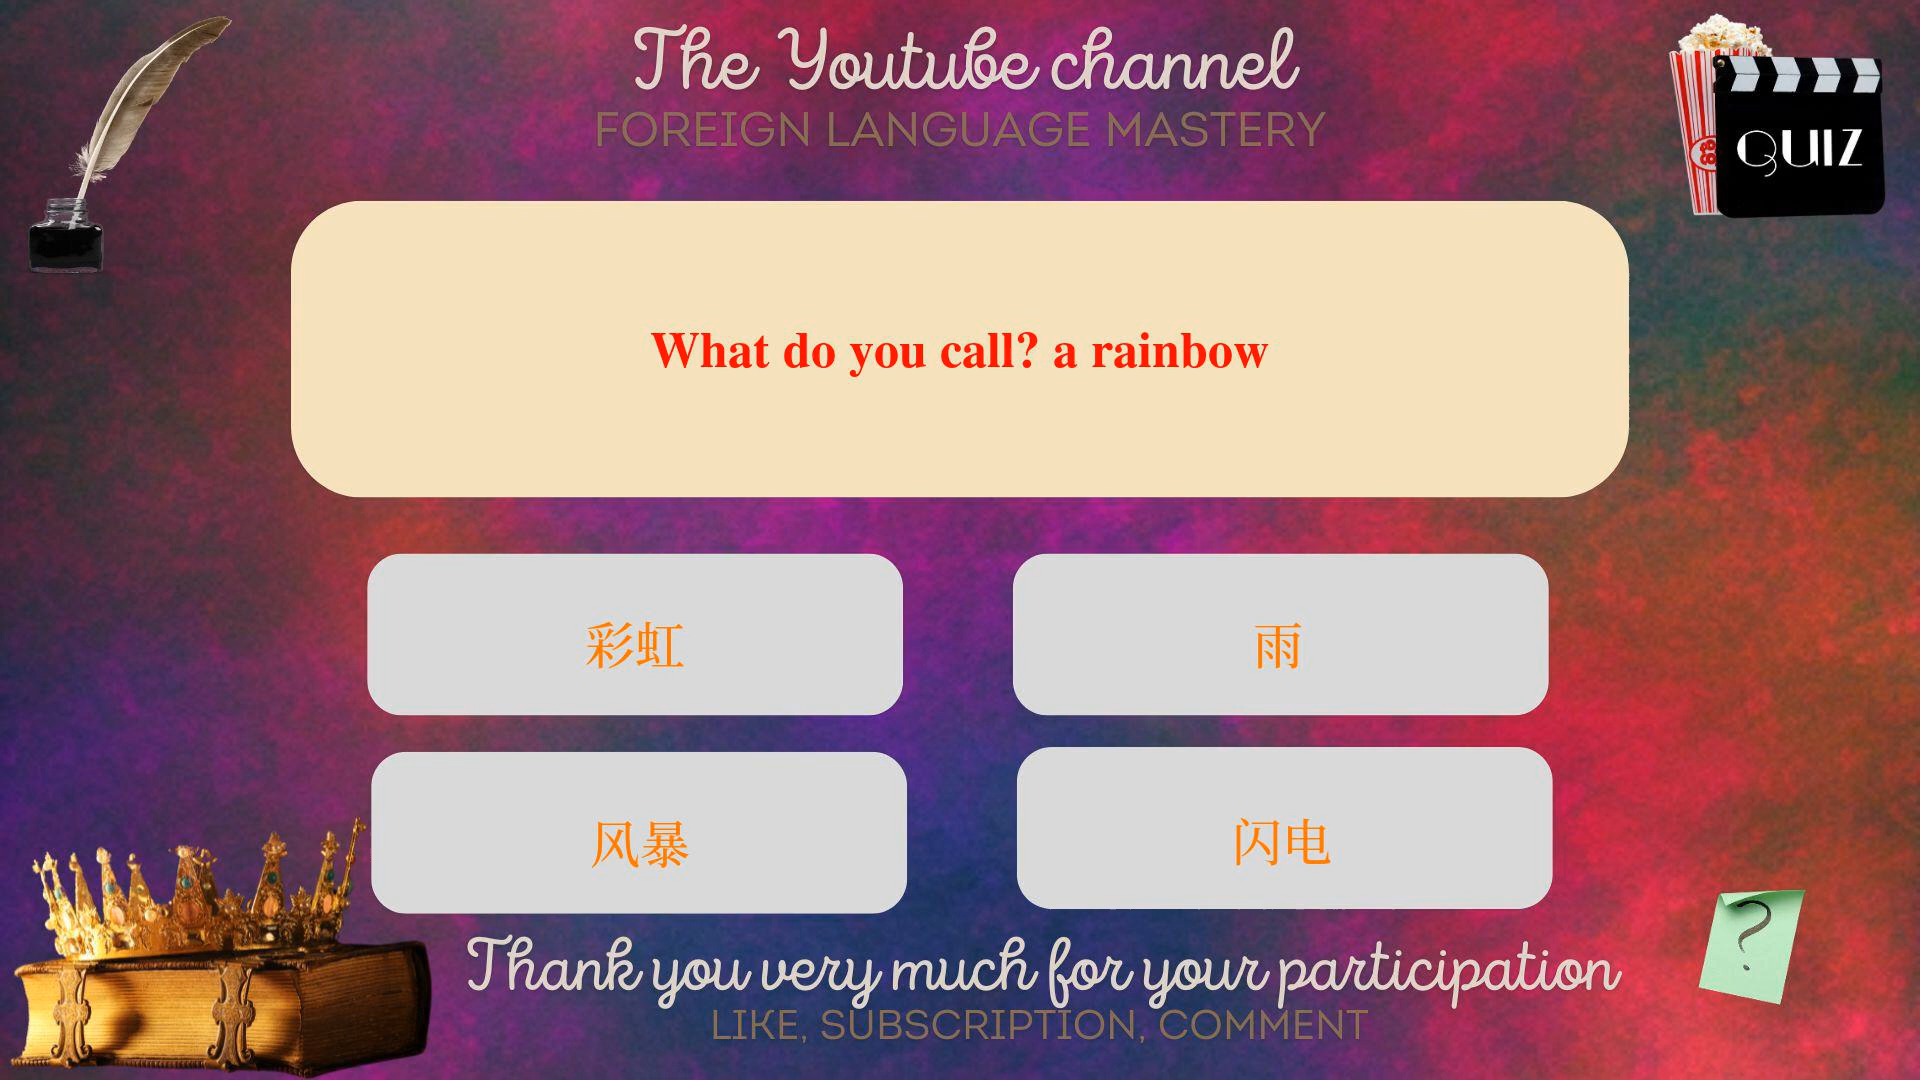 The Youtube channel
FOREIGN LANGUAGE MASTERY
QUIZ
What do you call? a rainbow
彩虹
雨
风暴
闪电
?
Thank you very much for your participation
LIKE, SUBSCRIPTION, COMMENT